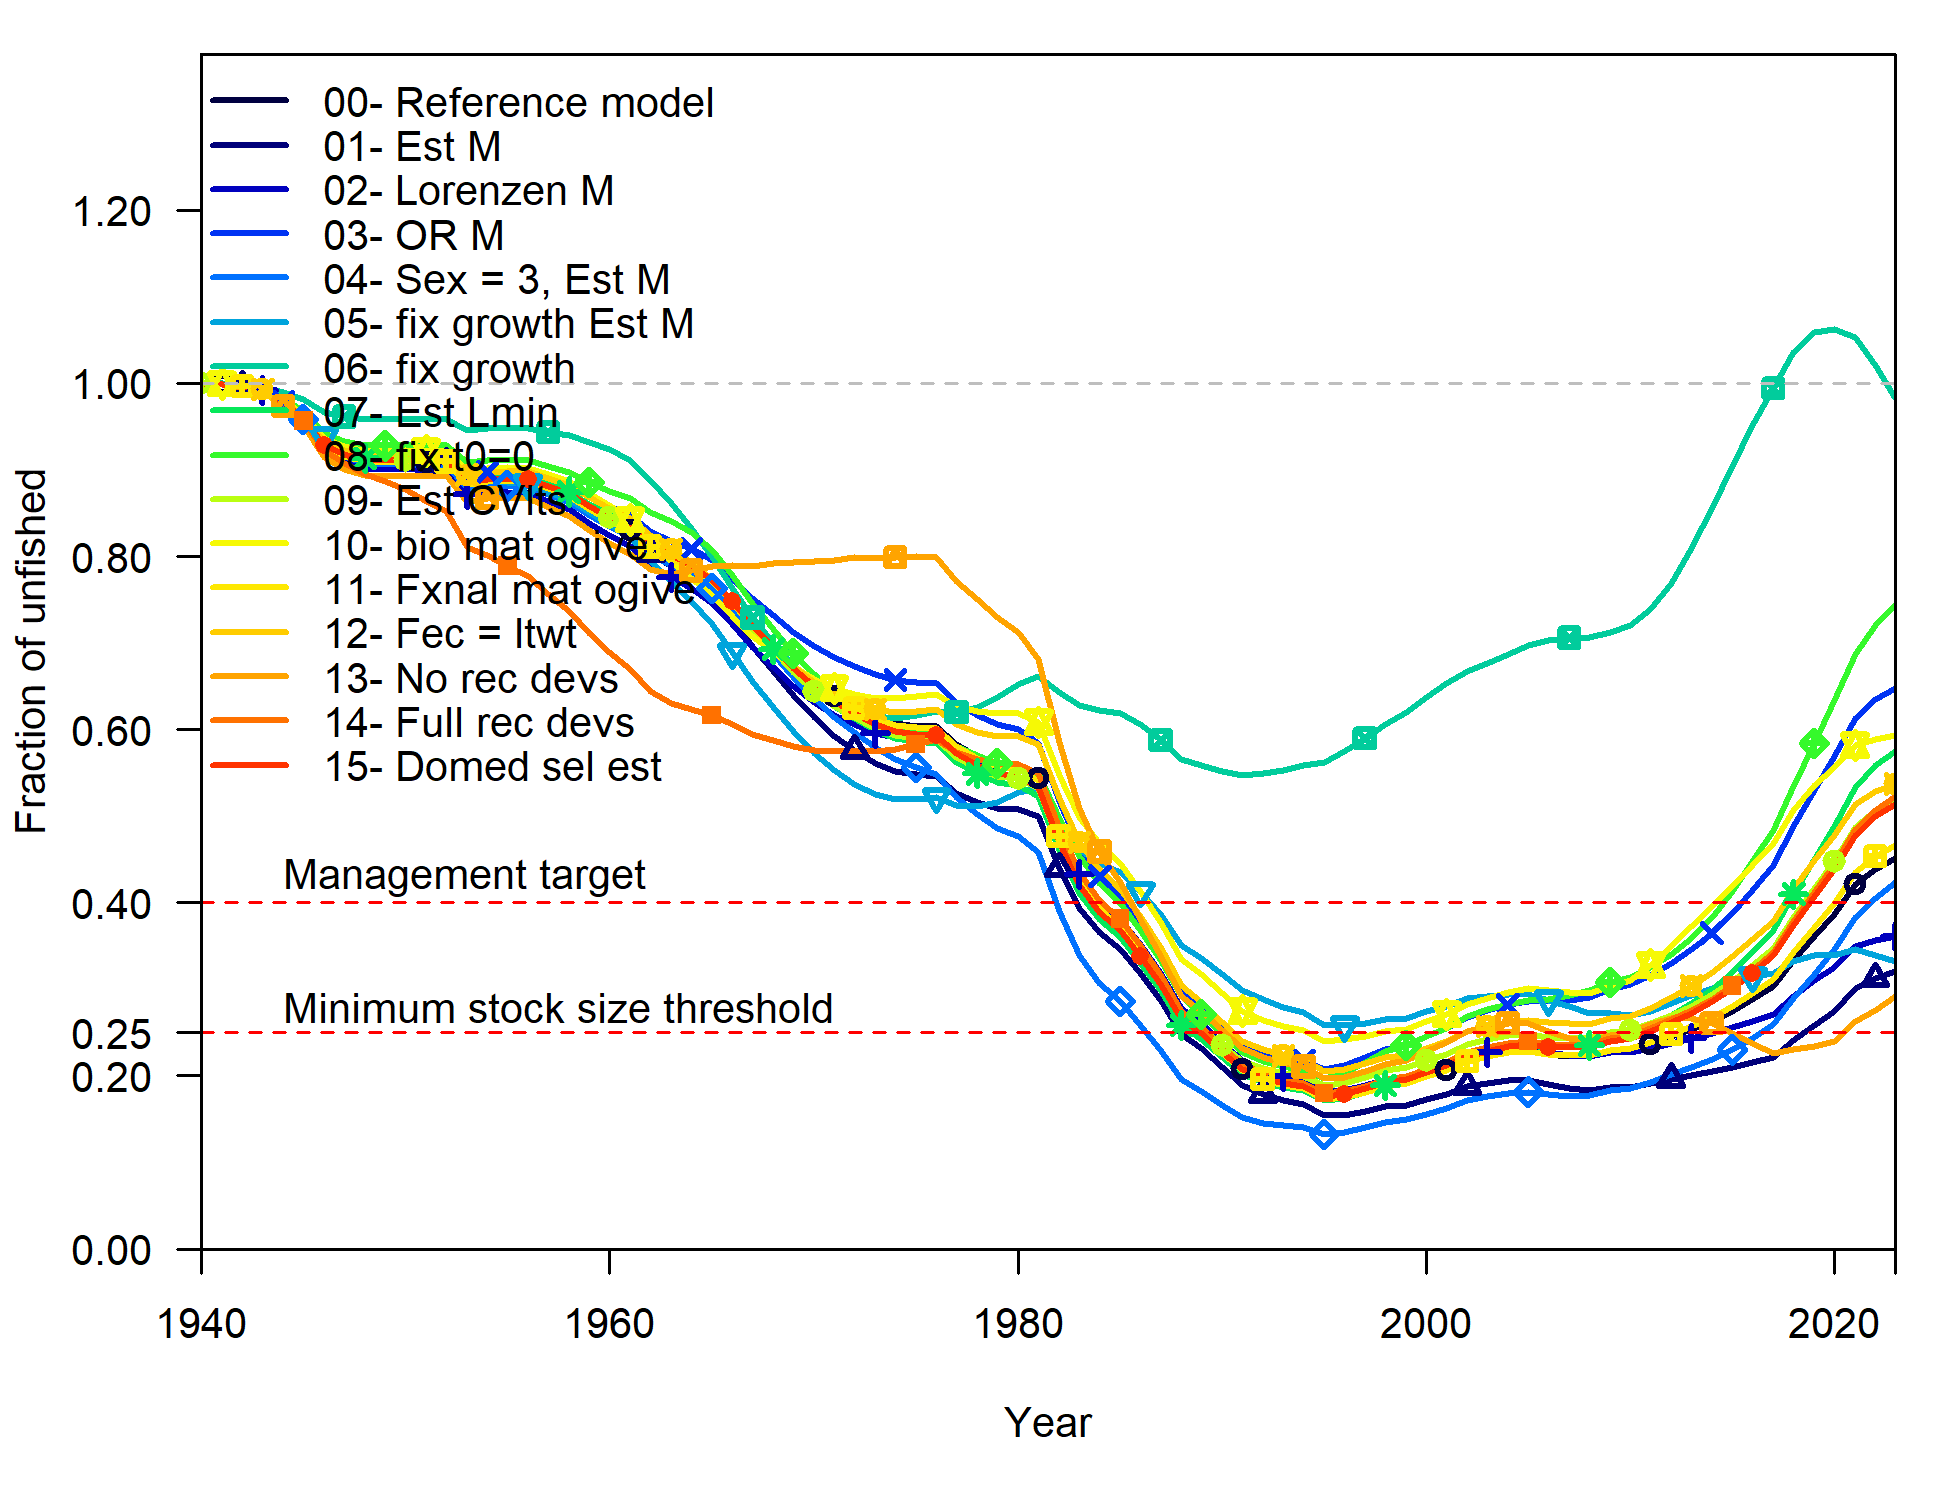 00- Reference model
01- Est M
02- Lorenzen M
03- OR M
04- Sex = 3, Est M
05- fix growth Est M
06- fix growth
07- Est Lmin
08- fix t0=0
09- Est CVlts
10- bio mat ogive
11- Fxnal mat ogive
12- Fec = ltwt
13- No rec devs
14- Full rec devs
15- Domed sel est
Management target
Minimum stock size threshold
Fraction of unfished
1.20
1.00
0.80
0.60
0.40
0.25
0.20
0.00
1940 1960 1980 2000 2020
Year